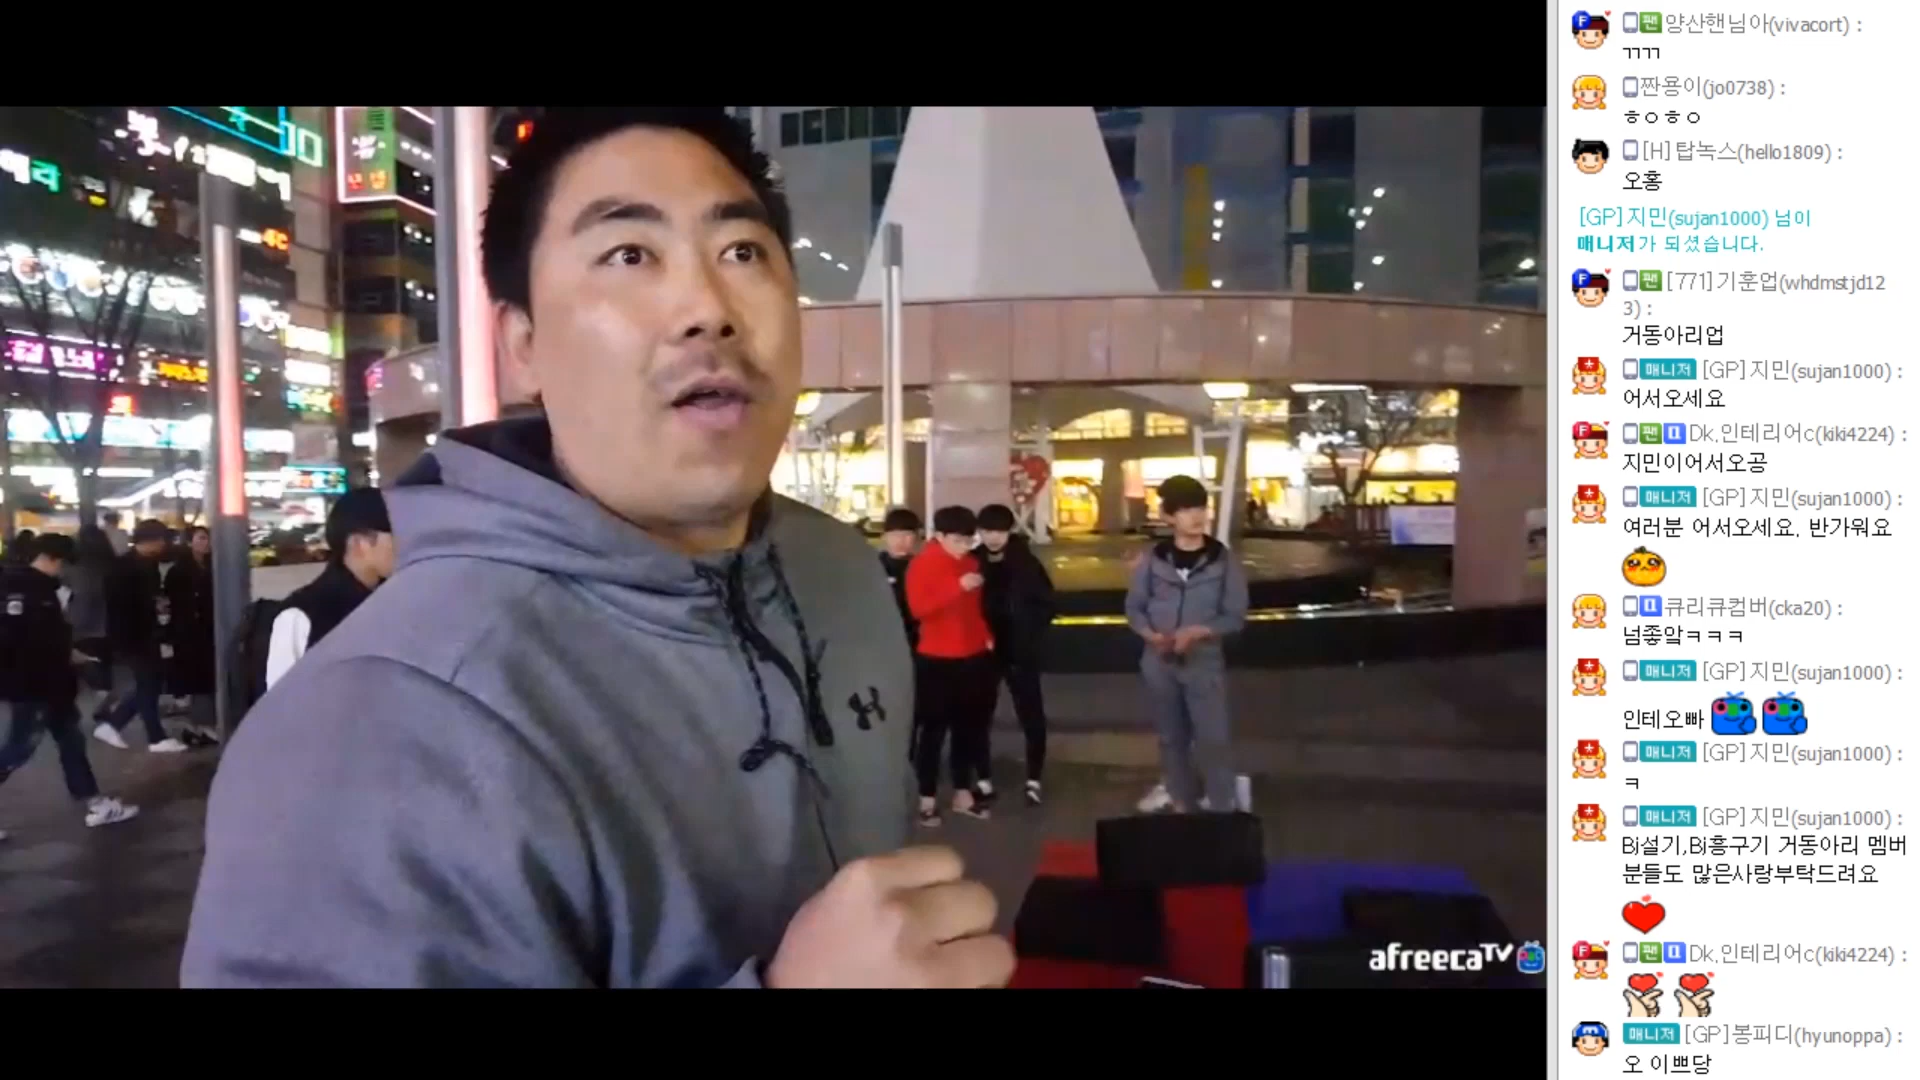 afreecaTV
팬 양산핸님아(vivacort) :
ㄲㄲ
짠용이(jo0738) :
ㅎㅇㅎㅇ
[H]탑녹스(hello1809) :
오홍
[GP]지민(sujan1000) 님이
매니저가 되셨습니다.
팬 [771]기훈업(whdmstjd12
3) :
거동아리업
매니저 [GP]지민(sujan1000) :
어서오세요
팬 Dk.인테리어c(kiki4224) :
지민이어서오공
매니저 [GP]지민(sujan1000) :
여러분 어서오세요. 반가워요
큐리큐컴버(cka20) :
넘좋앜ㅋㅋㅋ
매니저 [GP]지민(sujan1000) :
인테오빠
매니저 [GP]지민(sujan1000) :
ㅋ
매니저 [GP]지민(sujan1000) :
Bj설기,Bj흥구기 거동아리 멤버
분들도 많은사랑부탁드려요
팬 Dk.인테리어c(kiki4224) :
매니저 [GP]봉피디(hyunoppa) :
오 이쁘당